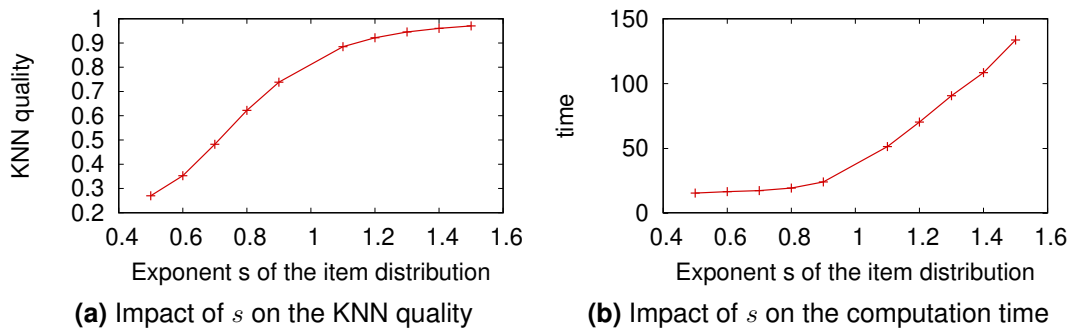 KNN quality
1
0.9
0.8
0.7
0.6
0.5
0.4
0.3
0.2
0.4 0.6 0.8 1 1.2 1.4 1.6
Exponent s of the item distribution
(a) Impact of s on the KNN quality
time
150
100
50
0
0.4 0.6 0.8 1 1.2 1.4 1.6
Exponent s of the item distribution
(b) Impact of s on the computation time